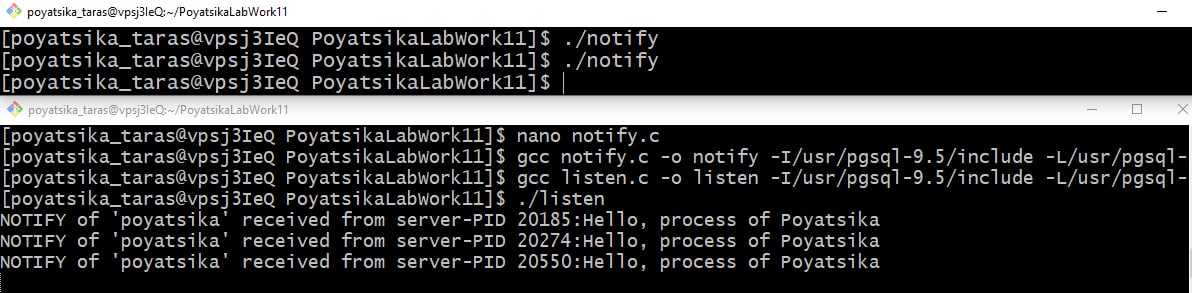 poyatsika_taras@vpsj3IeQ:~/PoyatsikaLabWork11
[poyatsika_taras@vpsj3IeQ PoyatsikaLabWork11]$ ./notify
[poyatsika_taras@vpsj3IeQ PoyatsikaLabWork11]$ ./notify
[poyatsika_taras@vpsj3IeQ PoyatsikaLabWork11]$
poyatsika_taras@vpsj3IeQ:~/PoyatsikaLabWork11
[poyatsika_taras@vpsj3IeQ PoyatsikaLabWork11]$ nano notify.c
[poyatsika_taras@vpsj3IeQ PoyatsikaLabWork11]$ gcc notify.c -o notify -I/usr/pgsql-9.5/include -L/usr/pgsql-
[poyatsika_taras@vpsj3IeQ PoyatsikaLabWork11]$ gcc listen.c -o listen -I/usr/pgsql-9.5/include -L/usr/pgsql-
[poyatsika_taras@vpsj3IeQ PoyatsikaLabWork11]$ ./listen
NOTIFY of 'poyatsika' received from server-PID 20185:Hello, process of Poyatsika
NOTIFY of 'poyatsika' received from server-PID 20274:Hello, process of Poyatsika
NOTIFY of 'poyatsika' received from server-PID 20550:Hello, process of Poyatsika